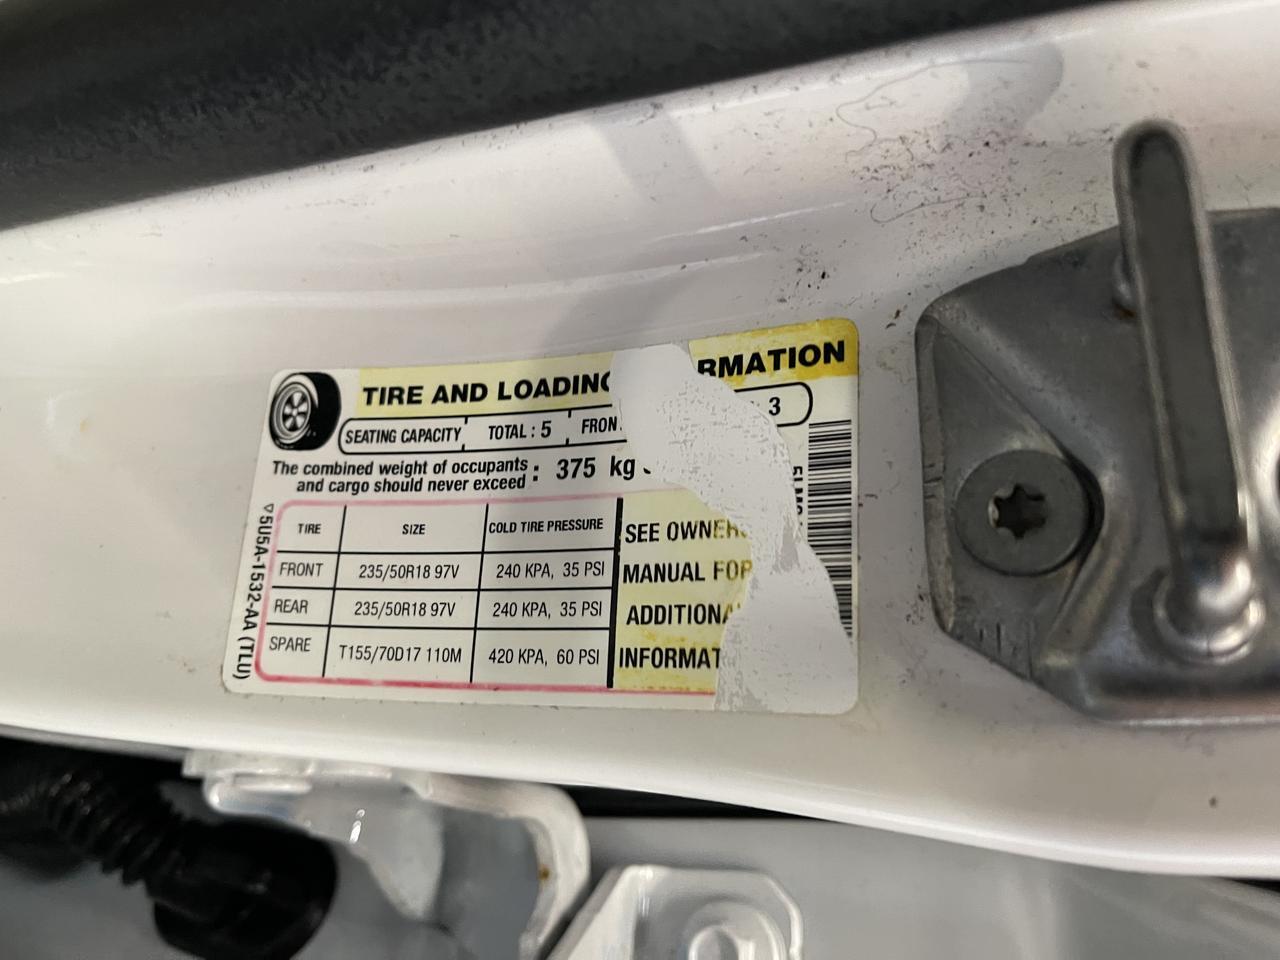 TIRE AND LOADING RMATION
SEATING CAPACITY TOTAL : 5 FRON 3
The combined weight of occupants : 375 kg
and cargo should never exceed
TIRE SIZE COLD TIRE PRESSURE SEE OWNER
FRONT 235/50R18 97V 240 KPA, 35 PSI MANUAL FOR
REAR 235/50R18 97V 240 KPA, 35 PSI ADDITIONA
SPARE T155/70D17 110M 420 KPA, 60 PSI INFORMAT
▽5U5A-1532-AA (TLU)